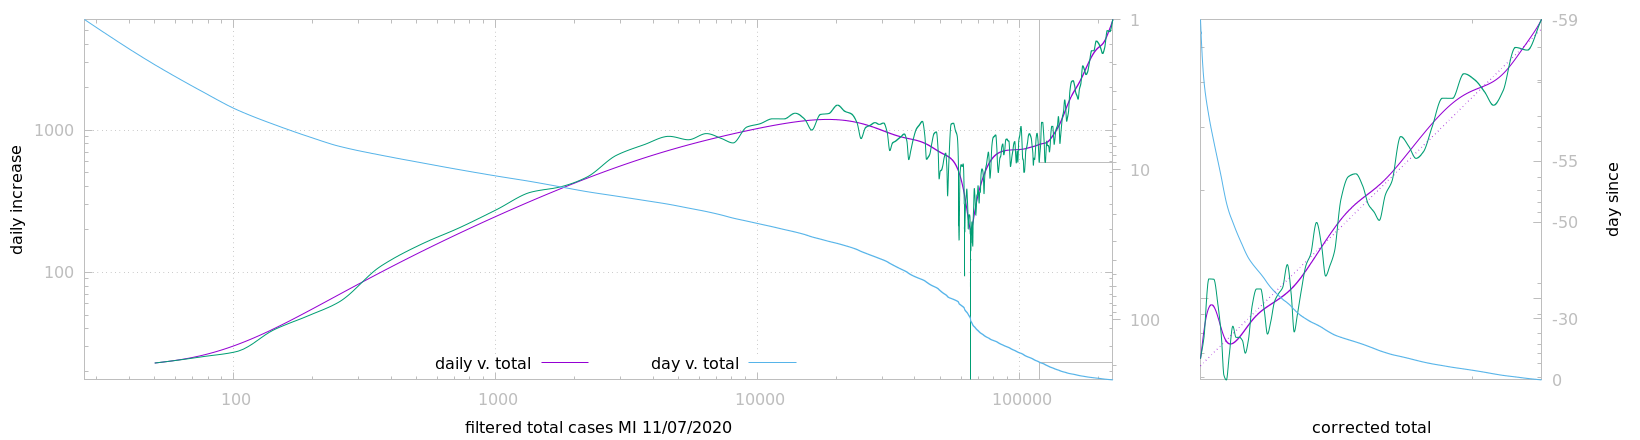 1
-59
1000
-55
10
daily increase
day since
-50
100
100
-30
daily v. total
day v. total
0
100
1000
10000
100000
filtered total cases MI 11/07/2020
corrected total